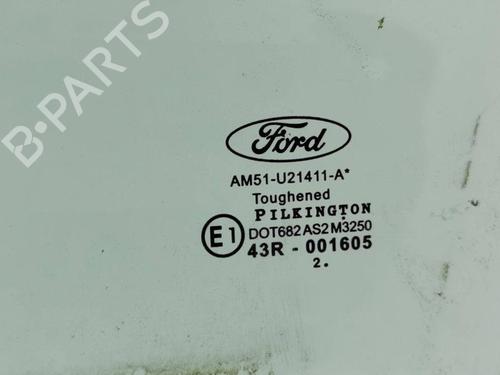 B-PARTS
Ford
AM51-U21411-A*
Toughened
PILKINGTON
E1 DOT682 AS2 M3250
43R - 001605
2.